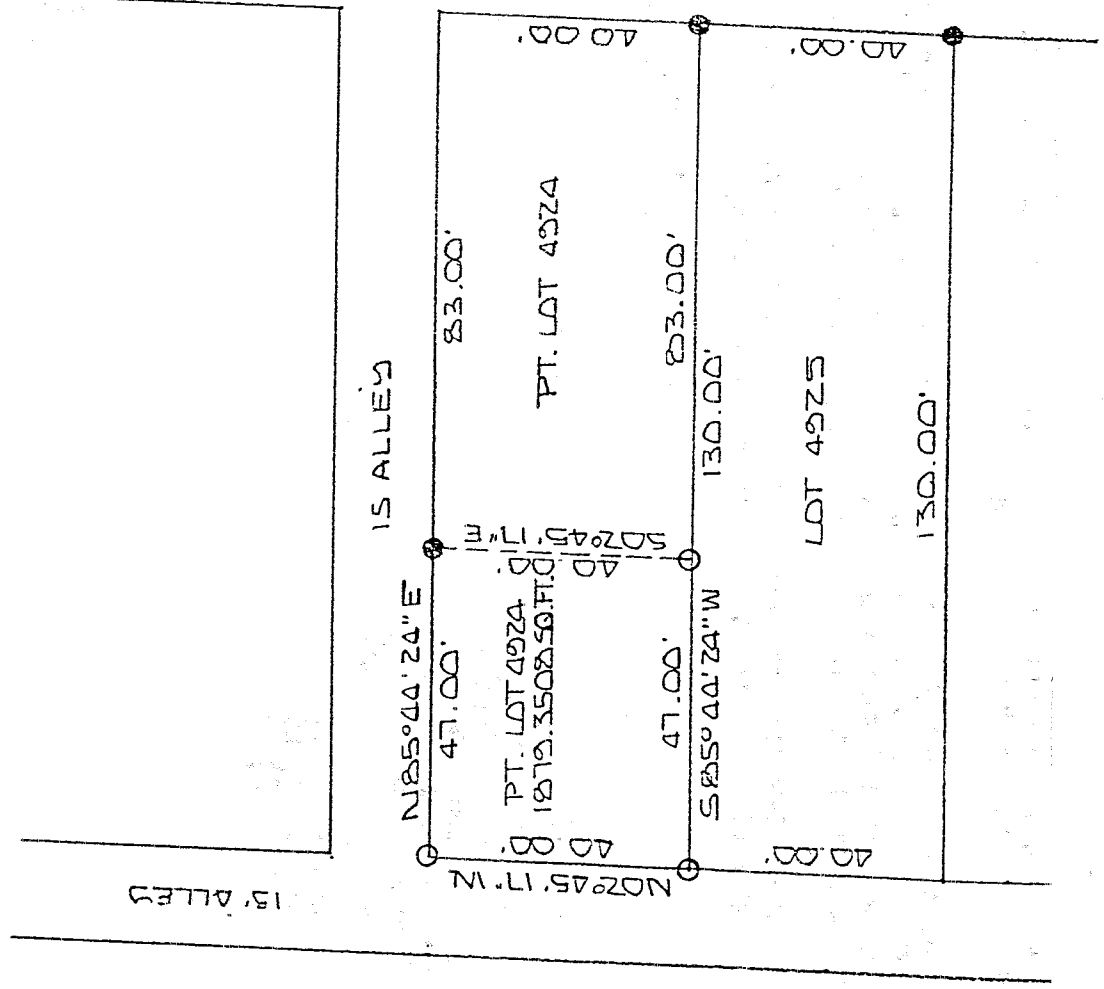 40.00'
40.00'
83.00'
PT. LOT 4924
83.00'
15 ALLEY
130.00'
LOT 4925
130.00'
S02°45'17"E
40.00'
N85°44'24"E
47.00'
PT. LOT 4924
1879.35085SQ.FT.
47.00'
S85°44'24"W
40.00'
40.00'
N02°45'17"W
15' ALLEY